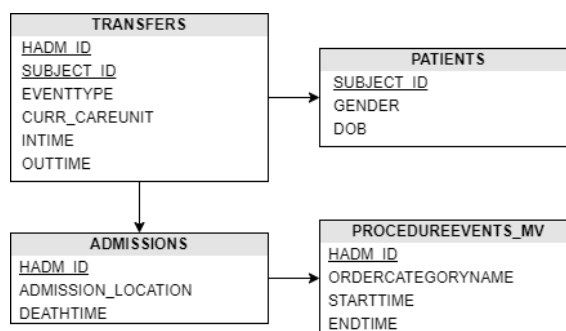 TRANSFERS
HADM_ID
SUBJECT_ID
EVENTTYPE
CURR_CAREUNIT
INTIME
OUTTIME
PATIENTS
SUBJECT_ID
GENDER
DOB
ADMISSIONS
HADM_ID
ADMISSION_LOCATION
DEATHTIME
PROCEDUREEVENTS_MV
HADM_ID
ORDERCATEGORYNAME
STARTTIME
ENDTIME